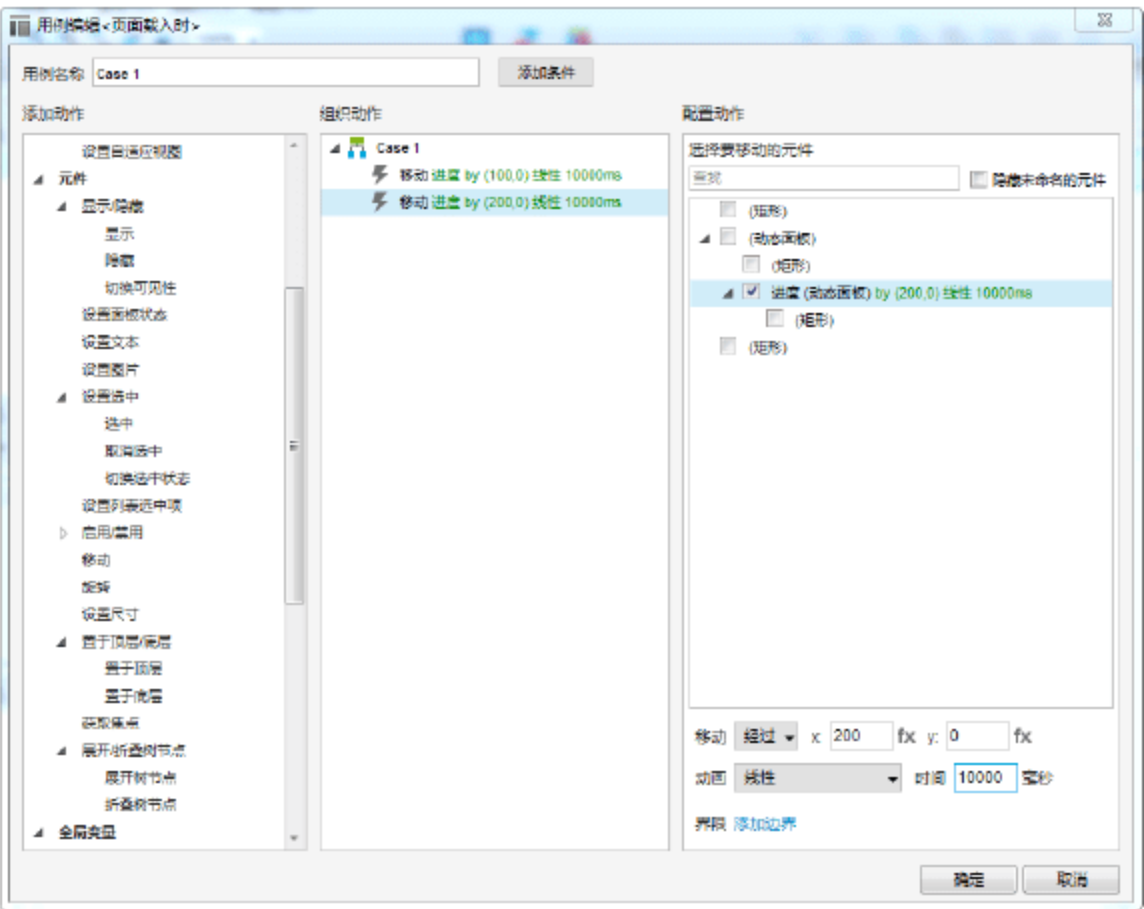 用例编辑<页面载入时>
用例名称 Case 1 添加条件
添加动作 组织动作 配置动作
设置自适应视图
元件
显示/隐藏
显示
隐藏
切换可见性
设置面板状态
设置文本
设置图片
设置选中
选中
取消选中
切换选中状态
设置列表选中项
启用/禁用
移动
旋转
设置尺寸
置于顶层/底层
置于顶层
置于底层
获取焦点
展开/折叠树节点
展开树节点
折叠树节点
全局变量
Case 1
移动 进度 by (100,0) 线性 10000ms
移动 进度 by (200,0) 线性 10000ms
选择要移动的元件
查找 隐藏未命名的元件
(矩形)
(动态面板)
(矩形)
进度 (动态面板) by (200,0) 线性 10000ms
(矩形)
(矩形)
移动 经过 x: 200 fx y: 0 fx
动画 线性 时间 10000 毫秒
界限 添加边界
确定 取消